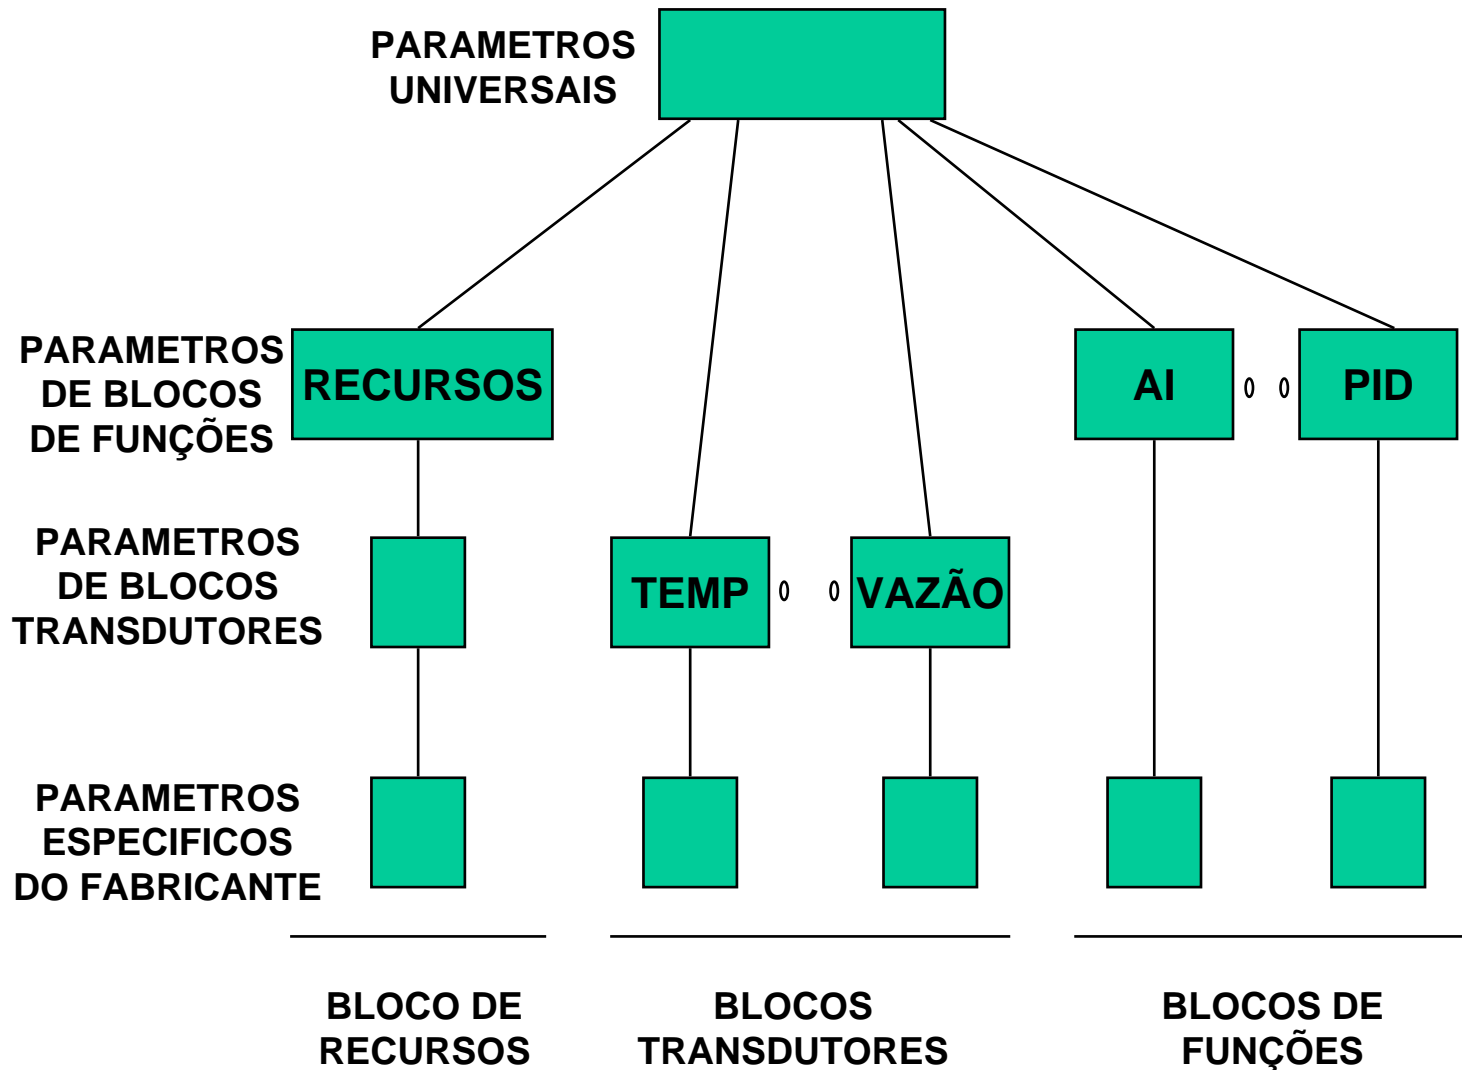 PARAMETROS
UNIVERSAIS
PARAMETROS
DE BLOCOS
DE FUNÇÕES
RECURSOS
AI
PID
PARAMETROS
DE BLOCOS
TRANSDUTORES
TEMP
VAZÃO
PARAMETROS
ESPECIFICOS
DO FABRICANTE
BLOCO DE
RECURSOS
BLOCOS
TRANSDUTORES
BLOCOS DE
FUNÇÕES